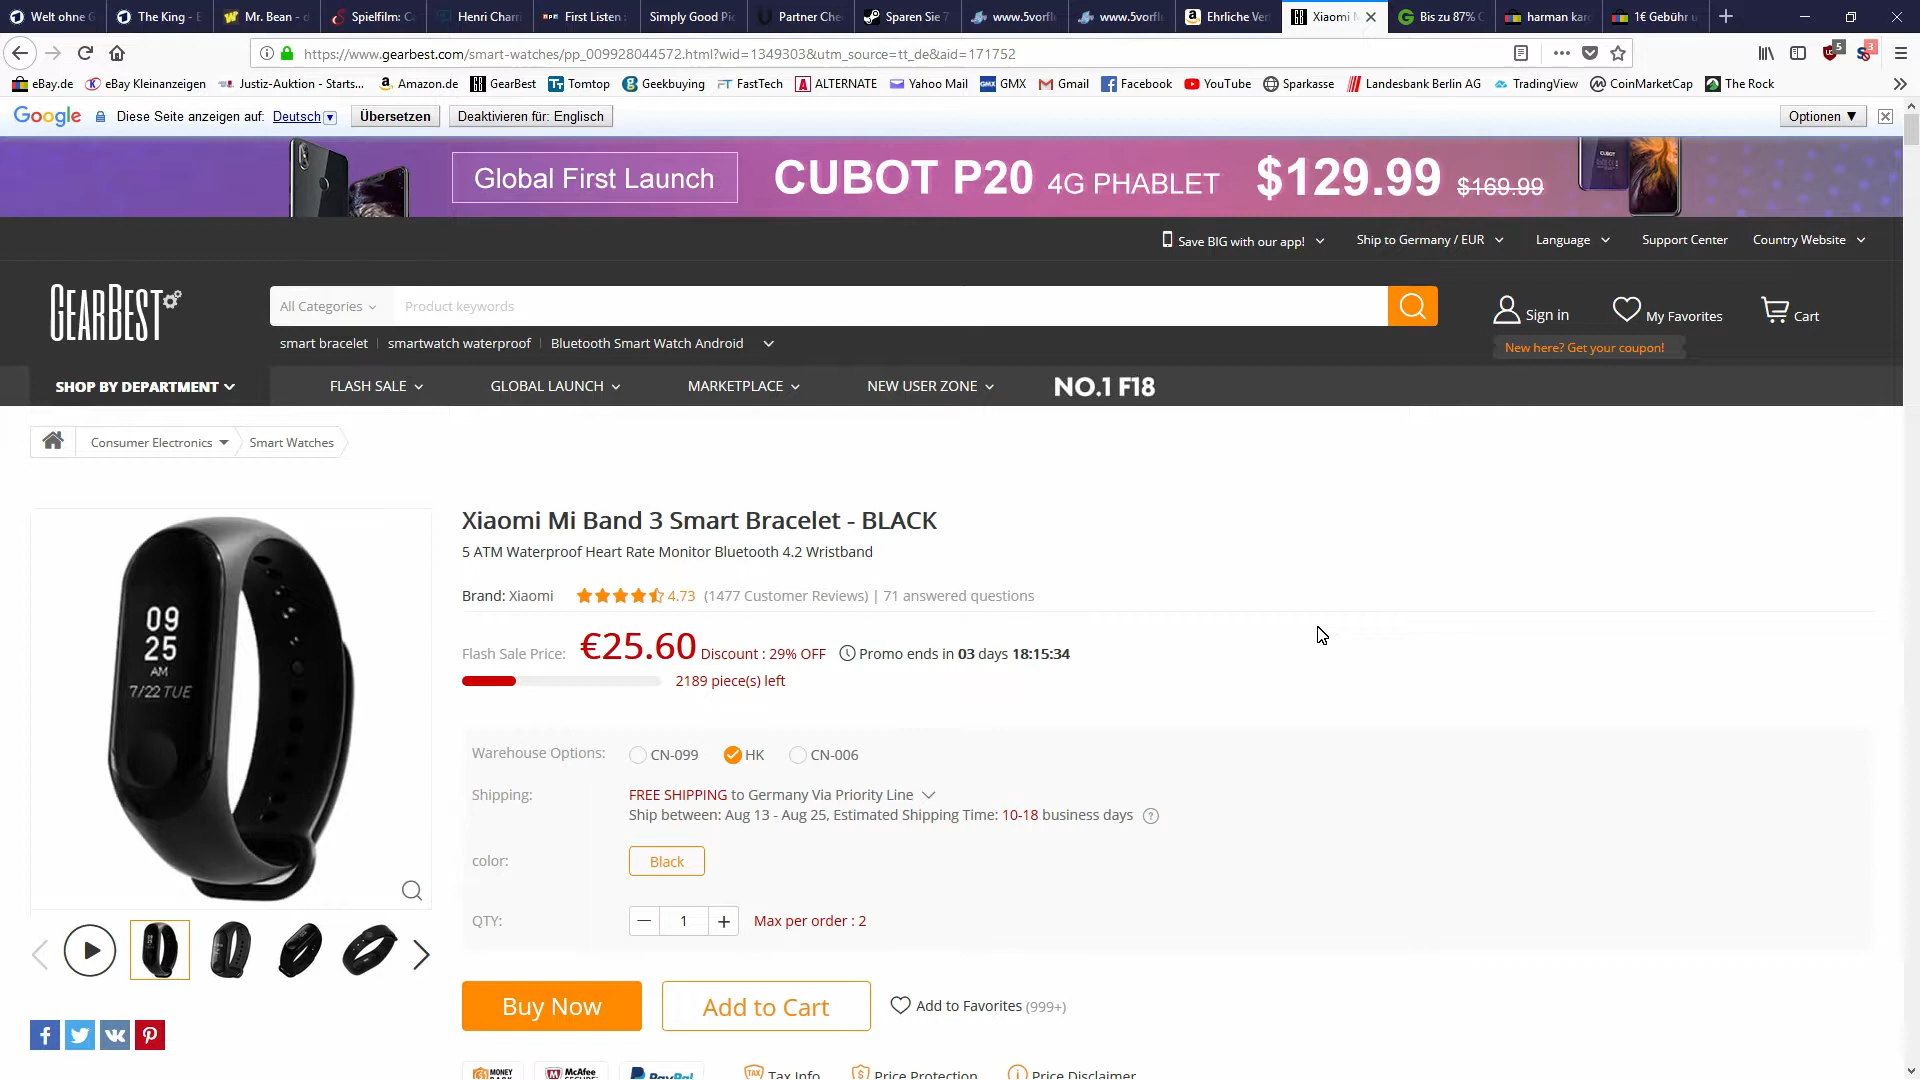 Welt ohne G
The King - E
Mr. Bean - d
Spielfilm: C
Henri Charri
First Listen:
Simply Good Pic
Partner Che
Sparen Sie 7
www.5vorfl
www.5vorfl
Ehrliche Ver
Xiaomi M
Bis zu 87% G
harman kar
1€ Gebühr u
https://www.gearbest.com/smart-watches/pp_009928044572.html?wid=1349303&utm_source=tt_de&aid=171752
5
3
eBay.de
eBay Kleinanzeigen
Justiz-Auktion - Starts...
Amazon.de
GearBest
Tomtop
Geekbuying
FastTech
ALTERNATE
Yahoo Mail
GMX
Gmail
Facebook
YouTube
Sparkasse
Landesbank Berlin AG
TradingView
CoinMarketCap
The Rock
Google Diese Seite anzeigen auf: Deutsch Übersetzen Deaktivieren für: Englisch Optionen ▼
Global First Launch CUBOT P20 4G PHABLET $129.99 $169.99
Save BIG with our app! Ship to Germany / EUR Language Support Center Country Website
GEARBEST
All Categories Product keywords
Sign in My Favorites Cart
smart bracelet | smartwatch waterproof | Bluetooth Smart Watch Android
New here? Get your coupon!
SHOP BY DEPARTMENT FLASH SALE GLOBAL LAUNCH MARKETPLACE NEW USER ZONE NO.1 F18
Consumer Electronics Smart Watches
Xiaomi Mi Band 3 Smart Bracelet - BLACK
5 ATM Waterproof Heart Rate Monitor Bluetooth 4.2 Wristband
Brand: Xiaomi 4.73 (1477 Customer Reviews) | 71 answered questions
09
25
AM
7/22 TUE
Flash Sale Price: €25.60 Discount : 29% OFF Promo ends in 03 days 18:15:34
2189 piece(s) left
Warehouse Options: CN-099 HK CN-006
Shipping: FREE SHIPPING to Germany Via Priority Line
Ship between: Aug 13 - Aug 25, Estimated Shipping Time: 10-18 business days ?
color: Black
QTY: 1 Max per order : 2
Buy Now Add to Cart Add to Favorites (999+)
MONEY McAfee PayPal TAX Tax Info Price Protection Price Disclaimer